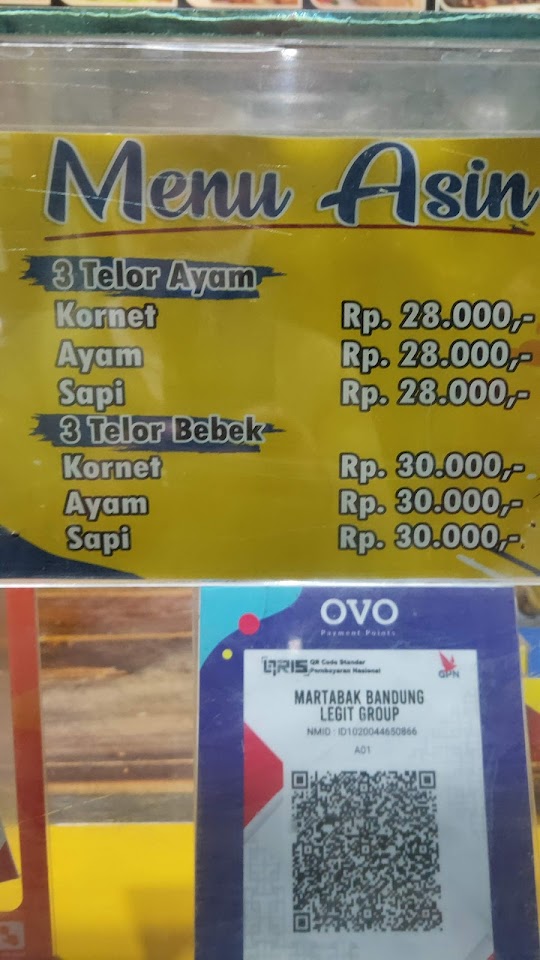 Menu Asin
3 Telor Ayam
Kornet Rp. 28.000,-
Ayam Rp. 28.000,-
Sapi Rp. 28.000,-
3 Telor Bebek
Kornet Rp. 30.000,-
Ayam Rp. 30.000,-
Sapi Rp. 30.000,-
OVO
Payment Points
QRIS QR Code Standar
Pembayaran Nasional
GPN
MARTABAK BANDUNG
LEGIT GROUP
NMID : ID1020044650866
A01